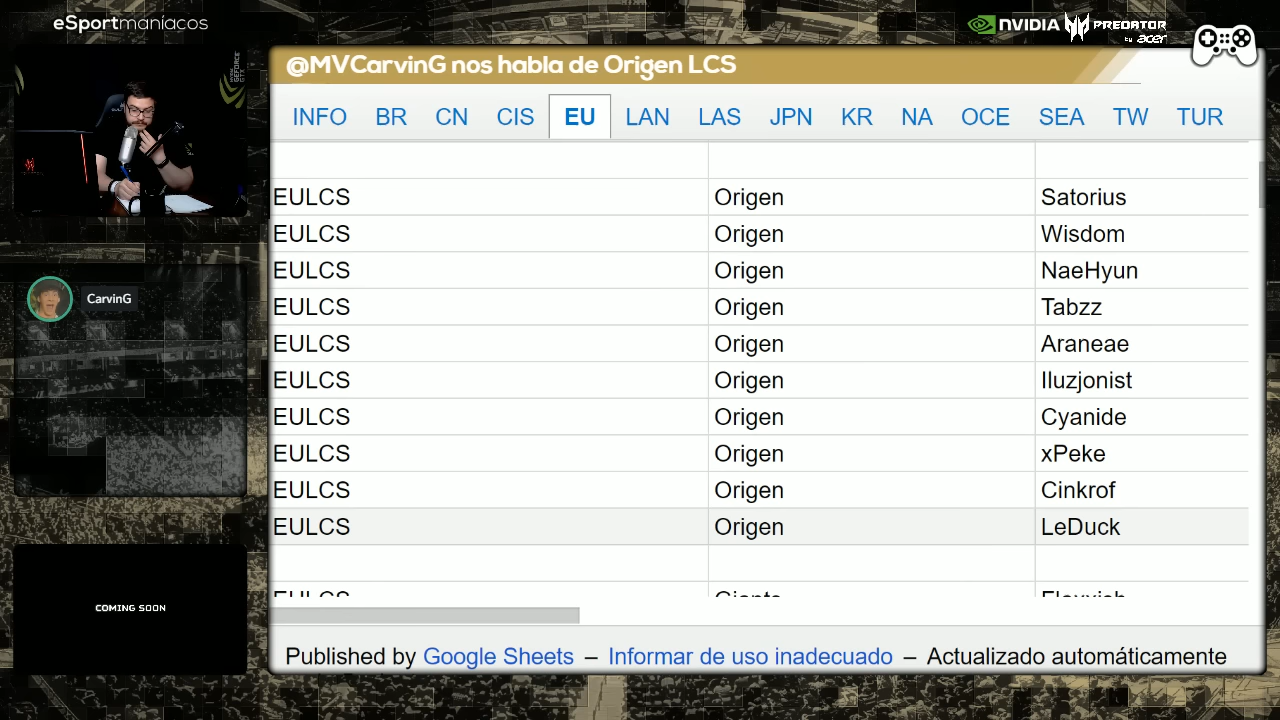 eSportmaníacos
NVIDIA PREDATOR
by acer
@MVCarvinG nos habla de Origen LCS
INFO BR CN CIS EU LAN LAS JPN KR NA OCE SEA TW TUR
EULCS Origen Satorius
EULCS Origen Wisdom
EULCS Origen NaeHyun
EULCS Origen Tabzz
EULCS Origen Araneae
EULCS Origen Iluzjonist
EULCS Origen Cyanide
EULCS Origen xPeke
EULCS Origen Cinkrof
EULCS Origen LeDuck
EULCS Giants
CarvinG
COMING SOON
Published by Google Sheets – Informar de uso inadecuado – Actualizado automáticamente